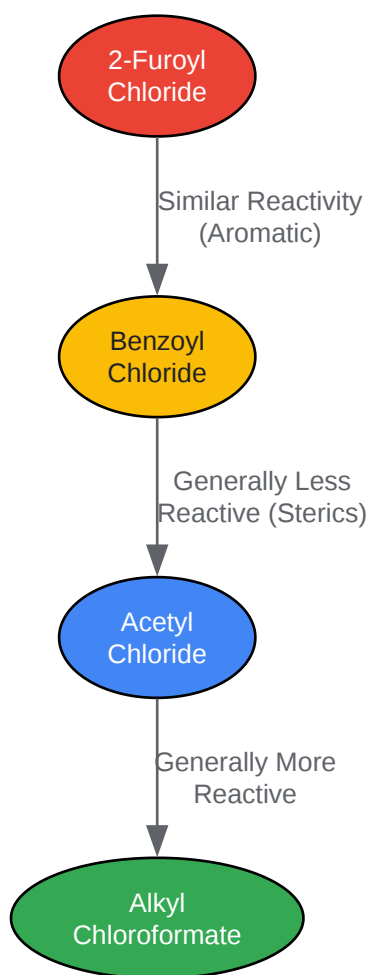 2-Furoyl
Chloride
Similar Reactivity
(Aromatic)
Benzoyl
Chloride
Generally Less
Reactive (Sterics)
Acetyl
Chloride
Generally More
Reactive
Alkyl
Chloroformate